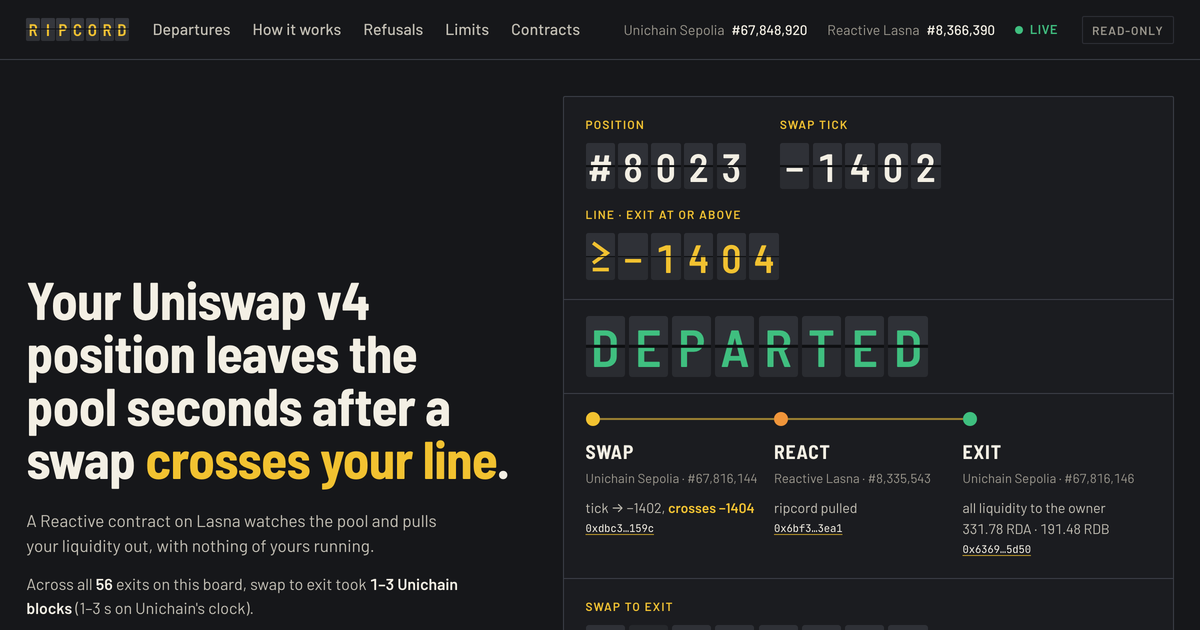 RIPCORD
Departures
How it works
Refusals
Limits
Contracts
Unichain Sepolia #67,848,920
Reactive Lasna #8,366,390
LIVE
READ-ONLY
Your Uniswap v4
position leaves the
pool seconds after a
swap crosses your line.
A Reactive contract on Lasna watches the pool and pulls
your liquidity out, with nothing of yours running.
Across all 56 exits on this board, swap to exit took 1–3 Unichain
blocks (1–3 s on Unichain's clock).
POSITION
#8023
SWAP TICK
−1402
LINE · EXIT AT OR ABOVE
≥−1404
DEPARTED
SWAP
Unichain Sepolia · #67,816,144
tick → −1402, crosses −1404
0xdbc3…159c
REACT
Reactive Lasna · #8,335,543
ripcord pulled
0x6bf3…3ea1
EXIT
Unichain Sepolia · #67,816,146
all liquidity to the owner
331.78 RDA · 191.48 RDB
0x6369…5d50
SWAP TO EXIT